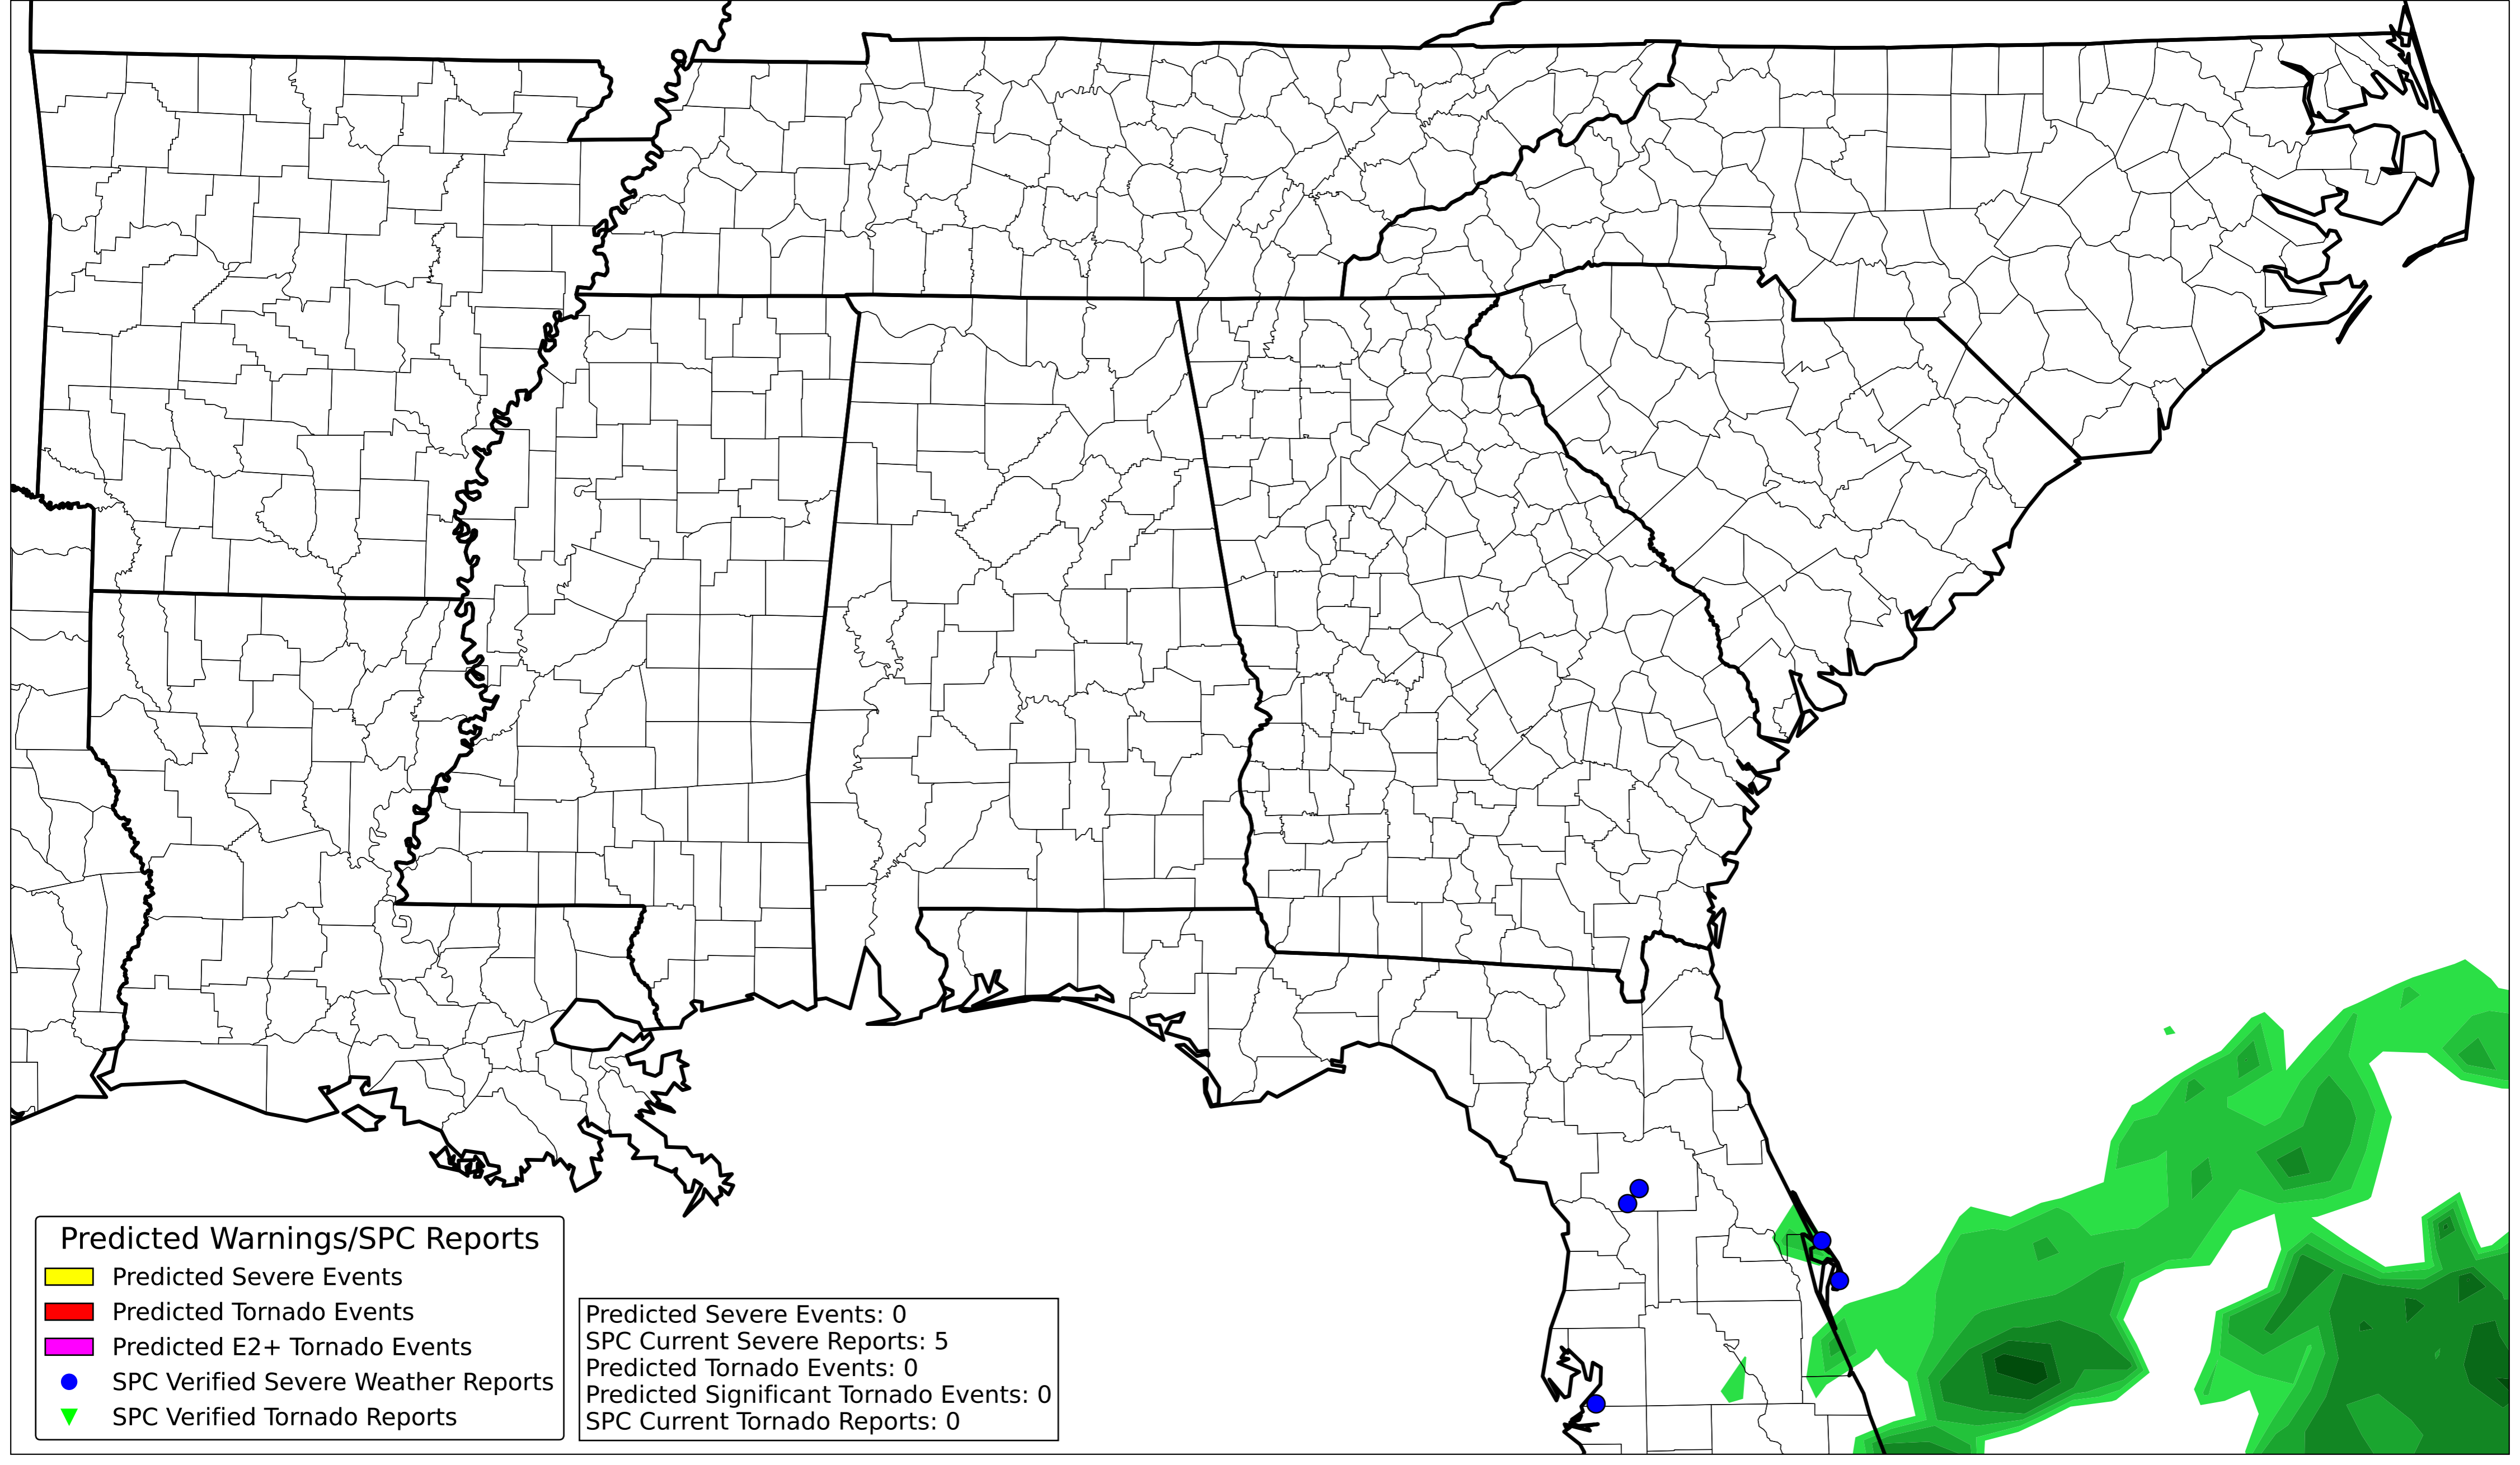 Predicted Warnings/SPC Reports
Predicted Severe Events
Predicted Tornado Events
Predicted E2+ Tornado Events
SPC Verified Severe Weather Reports
SPC Verified Tornado Reports
Predicted Severe Events: 0
SPC Current Severe Reports: 5
Predicted Tornado Events: 0
Predicted Significant Tornado Events: 0
SPC Current Tornado Reports: 0